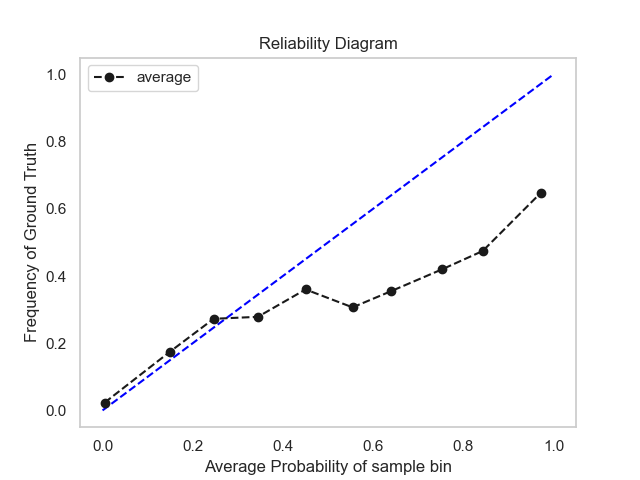 Reliability Diagram
average
Frequency of Ground Truth
1.0
0.8
0.6
0.4
0.2
0.0
0.0 0.2 0.4 0.6 0.8 1.0
Average Probability of sample bin